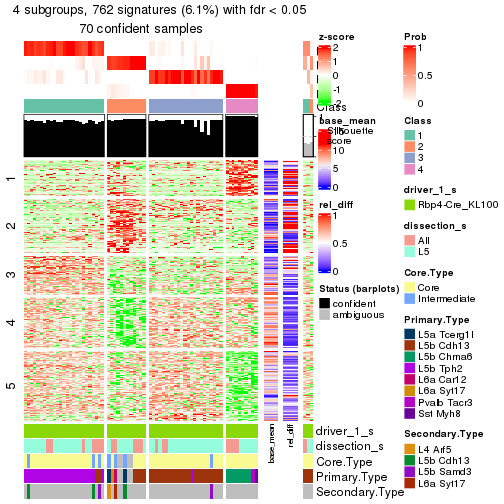 4 subgroups, 762 signatures (6.1%) with fdr < 0.05
70 confident samples
z-score
2
1
0
-1
-2
Prob
1
0.5
0
Class
1
0.5
0
Silhouette
score
base_mean
15
10
5
0
Class
1
2
3
4
driver_1_s
Rbp4-Cre_KL100
rel_diff
1
0.5
0
dissection_s
All
L5
Core.Type
Core
Intermediate
Status (barplots)
confident
ambiguous
Primary.Type
L5a Tcerg1l
L5b Cdh13
L5b Chrna6
L5b Tph2
L6a Car12
L6a Syt17
Pvalb Tacr3
Sst Myh8
Secondary.Type
L4 Arf5
L5b Cdh13
L5b Samd3
L6a Syt17
1
2
3
4
5
base_mean
rel_diff
driver_1_s
dissection_s
Core.Type
Primary.Type
Secondary.Type